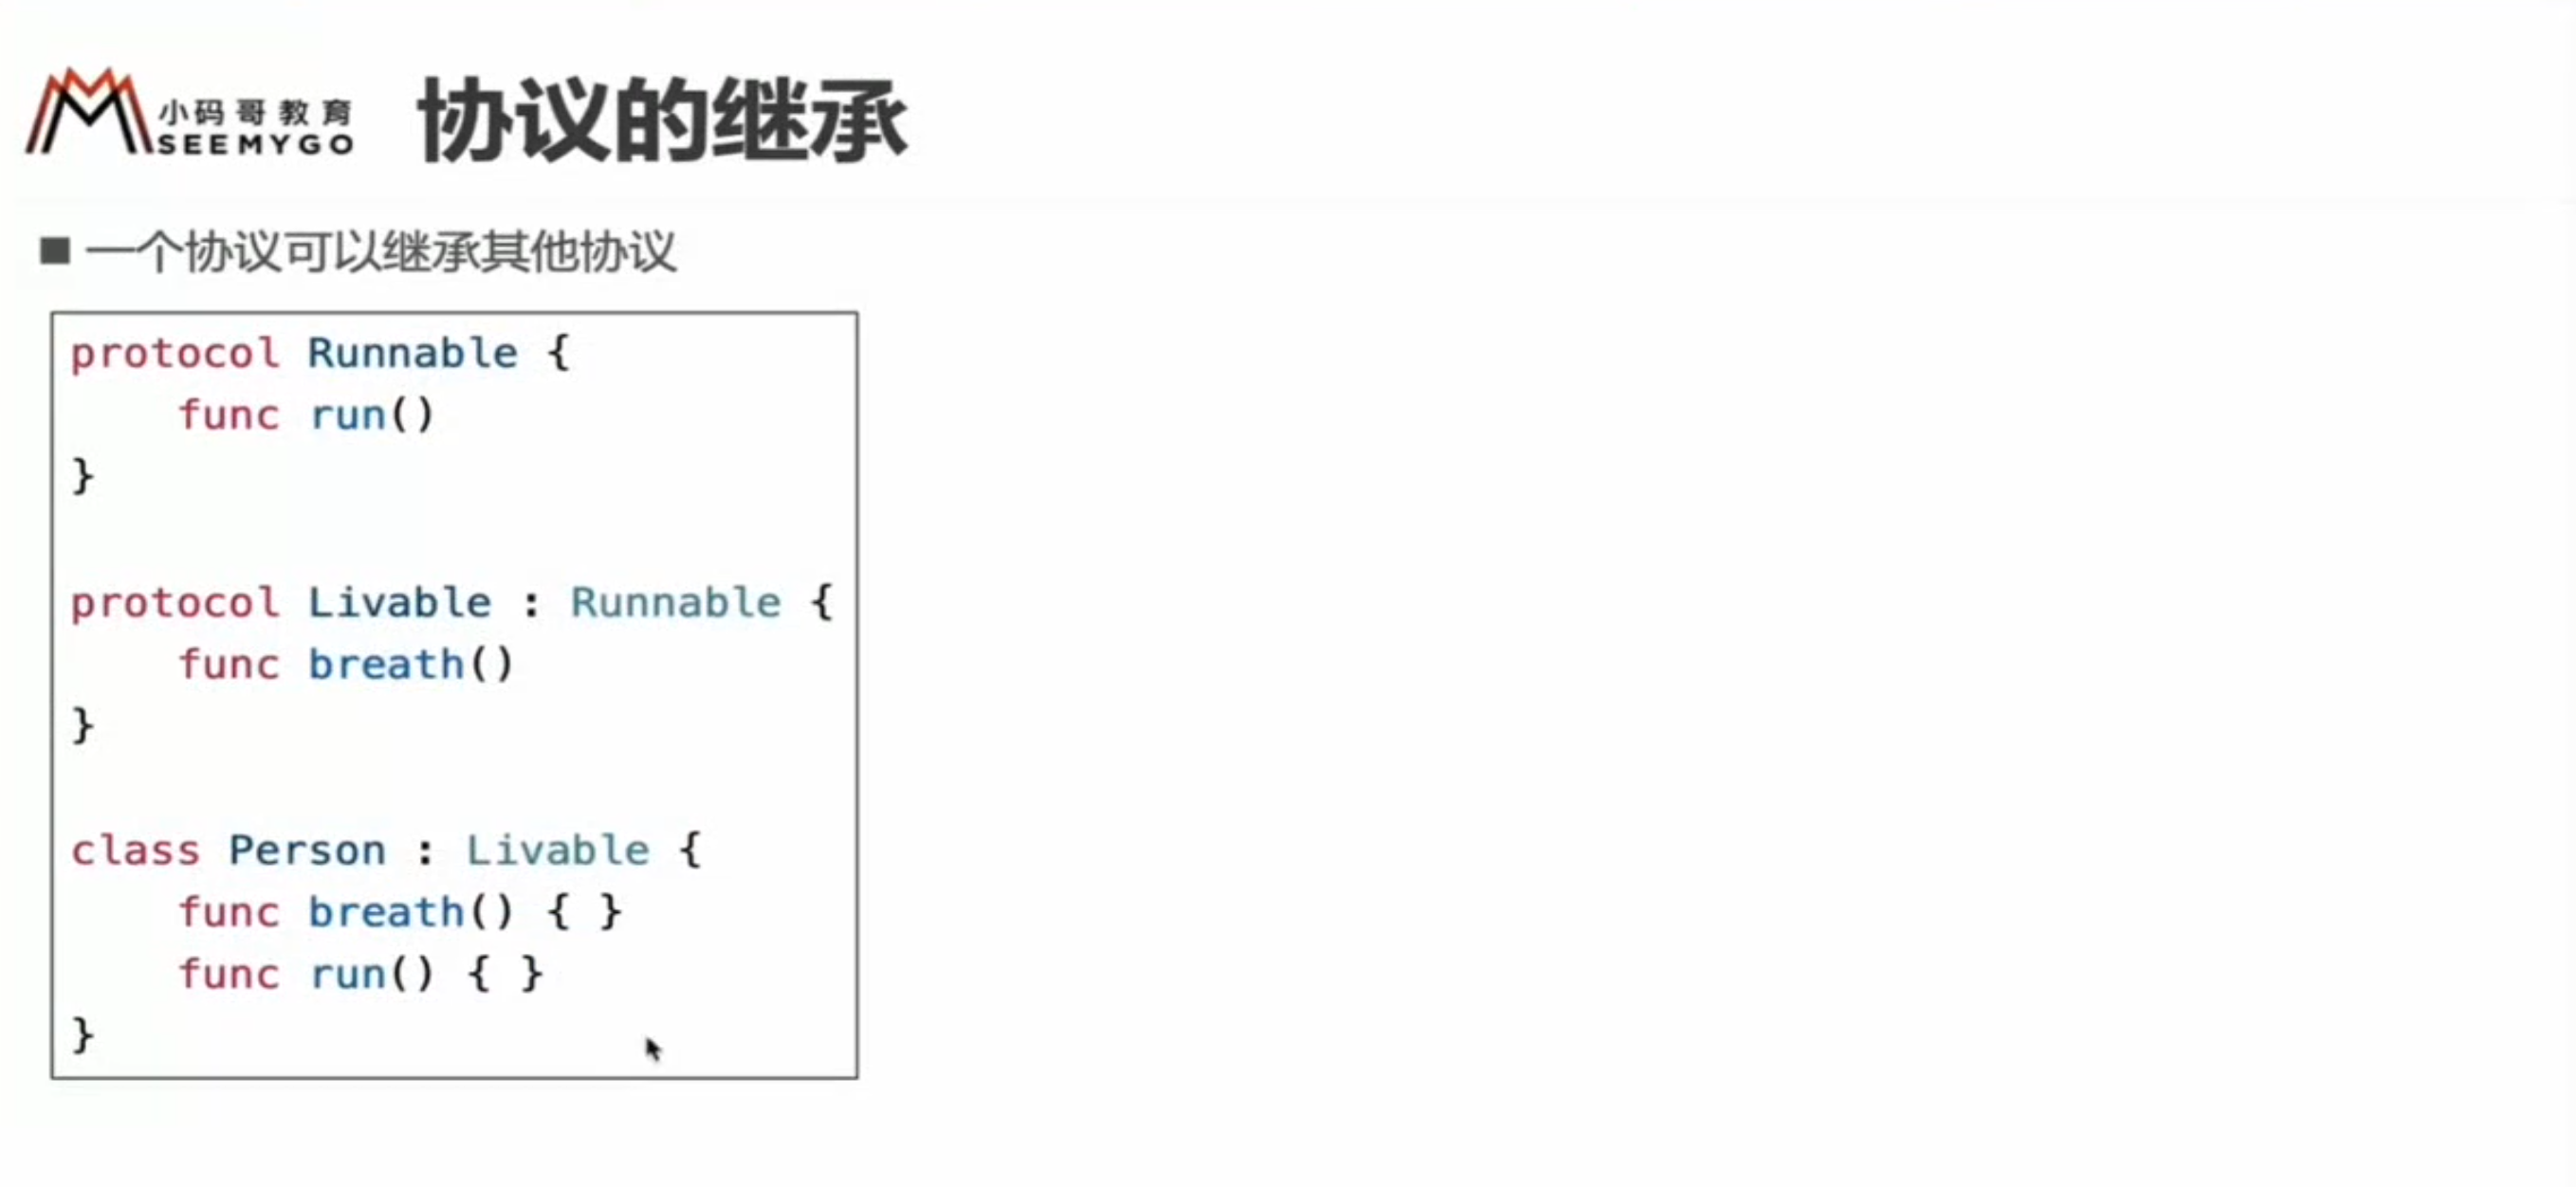 小码哥教育
SEEMYGO
协议的继承
■ 一个协议可以继承其他协议
protocol Runnable {
    func run()
}
protocol Livable : Runnable {
    func breath()
}
class Person : Livable {
    func breath() { }
    func run() { }
}